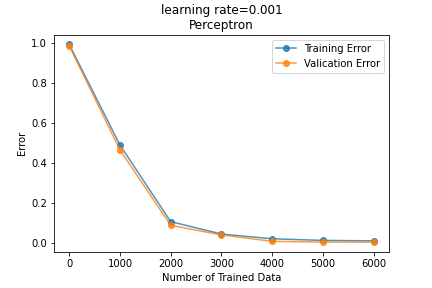 learning rate=0.001
Perceptron
Training Error
Valication Error
1.0
0.8
0.6
0.4
0.2
0.0
Error
0 1000 2000 3000 4000 5000 6000
Number of Trained Data